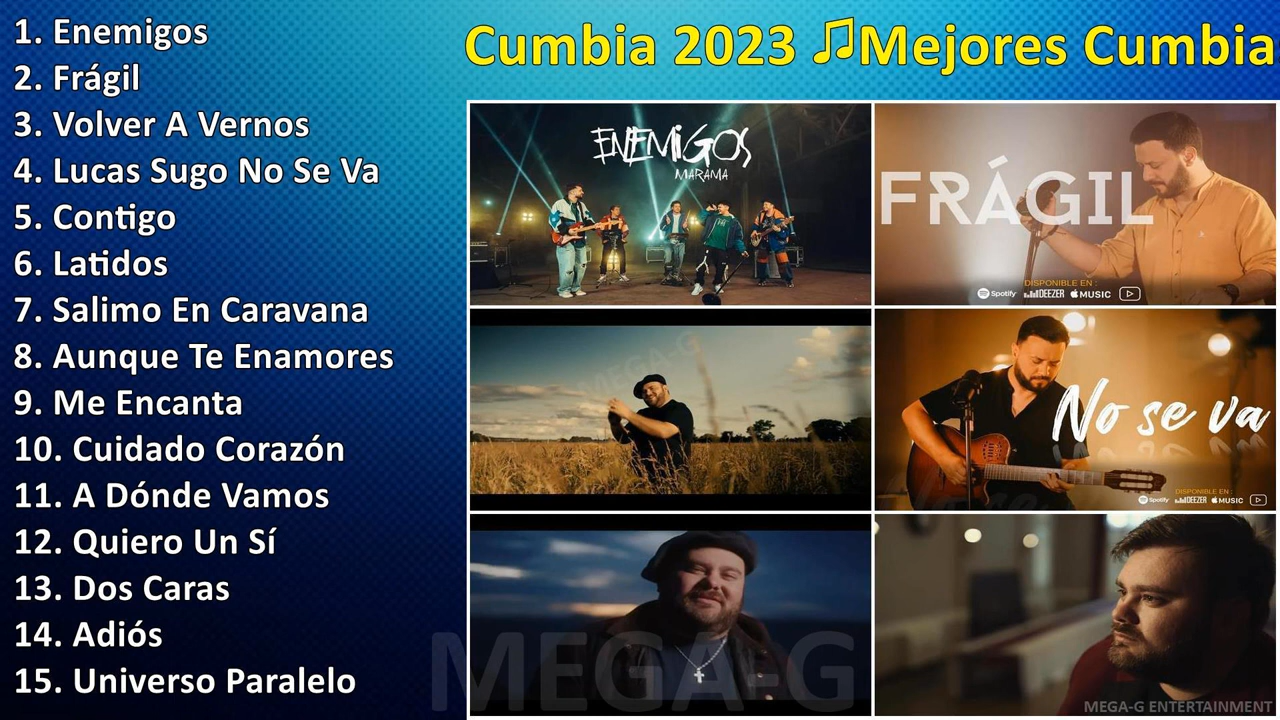 1. Enemigos
2. Frágil
3. Volver A Vernos
4. Lucas Sugo No Se Va
5. Contigo
6. Latidos
7. Salimo En Caravana
8. Aunque Te Enamores
9. Me Encanta
10. Cuidado Corazón
11. A Dónde Vamos
12. Quiero Un Sí
13. Dos Caras
14. Adiós
15. Universo Paralelo
Cumbia 2023 🎵Mejores Cumbia
ENEMIGOS
MARAMA
FRÁGIL
DISPONIBLE EN :
Spotify DEEZER MUSIC
MEGA-G
No se va
DISPONIBLE EN :
Spotify DEEZER MUSIC
MEGA-G
MEGA-G ENTERTAINMENT